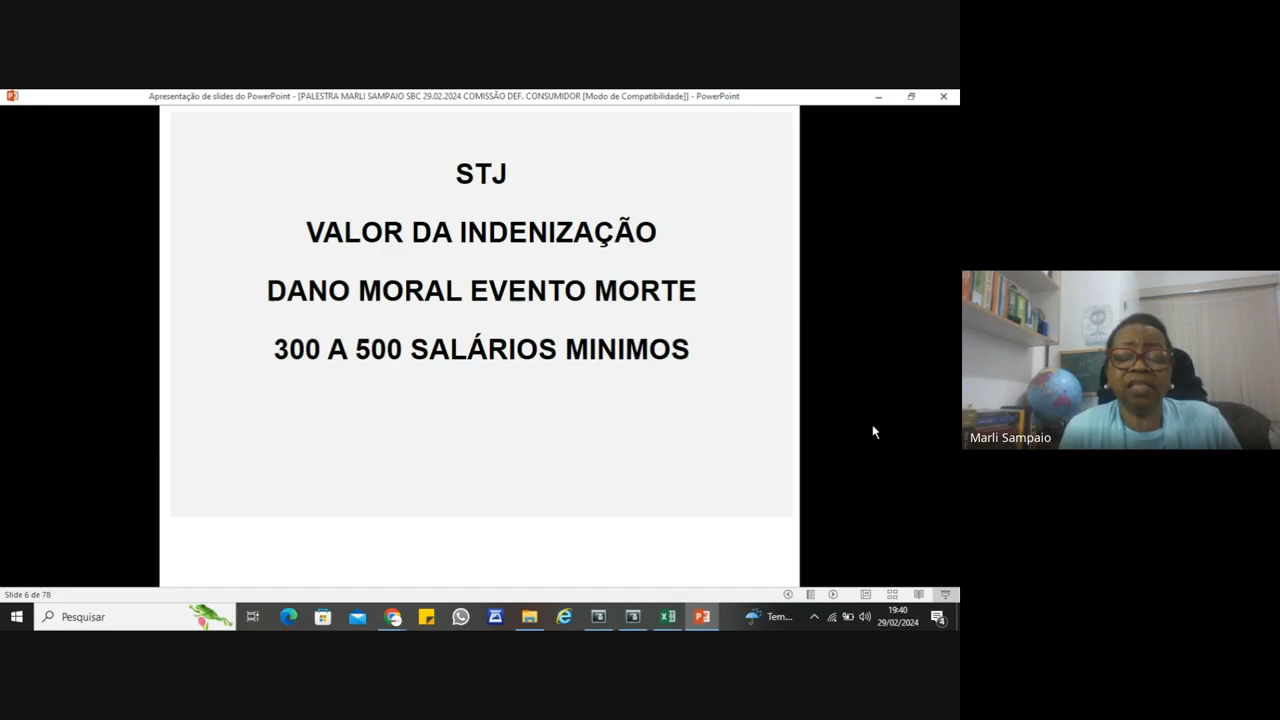 Apresentação de slides do PowerPoint - [PALESTRA MARLI SAMPAIO SBC 29.02.2024 COMISSÃO DEF. CONSUMIDOR [Modo de Compatibilidade]] - PowerPoint
STJ
VALOR DA INDENIZAÇÃO
DANO MORAL EVENTO MORTE
300 A 500 SALÁRIOS MINIMOS
Marli Sampaio
Slide 6 de 78
Pesquisar
Tem...
19:40
29/02/2024
4